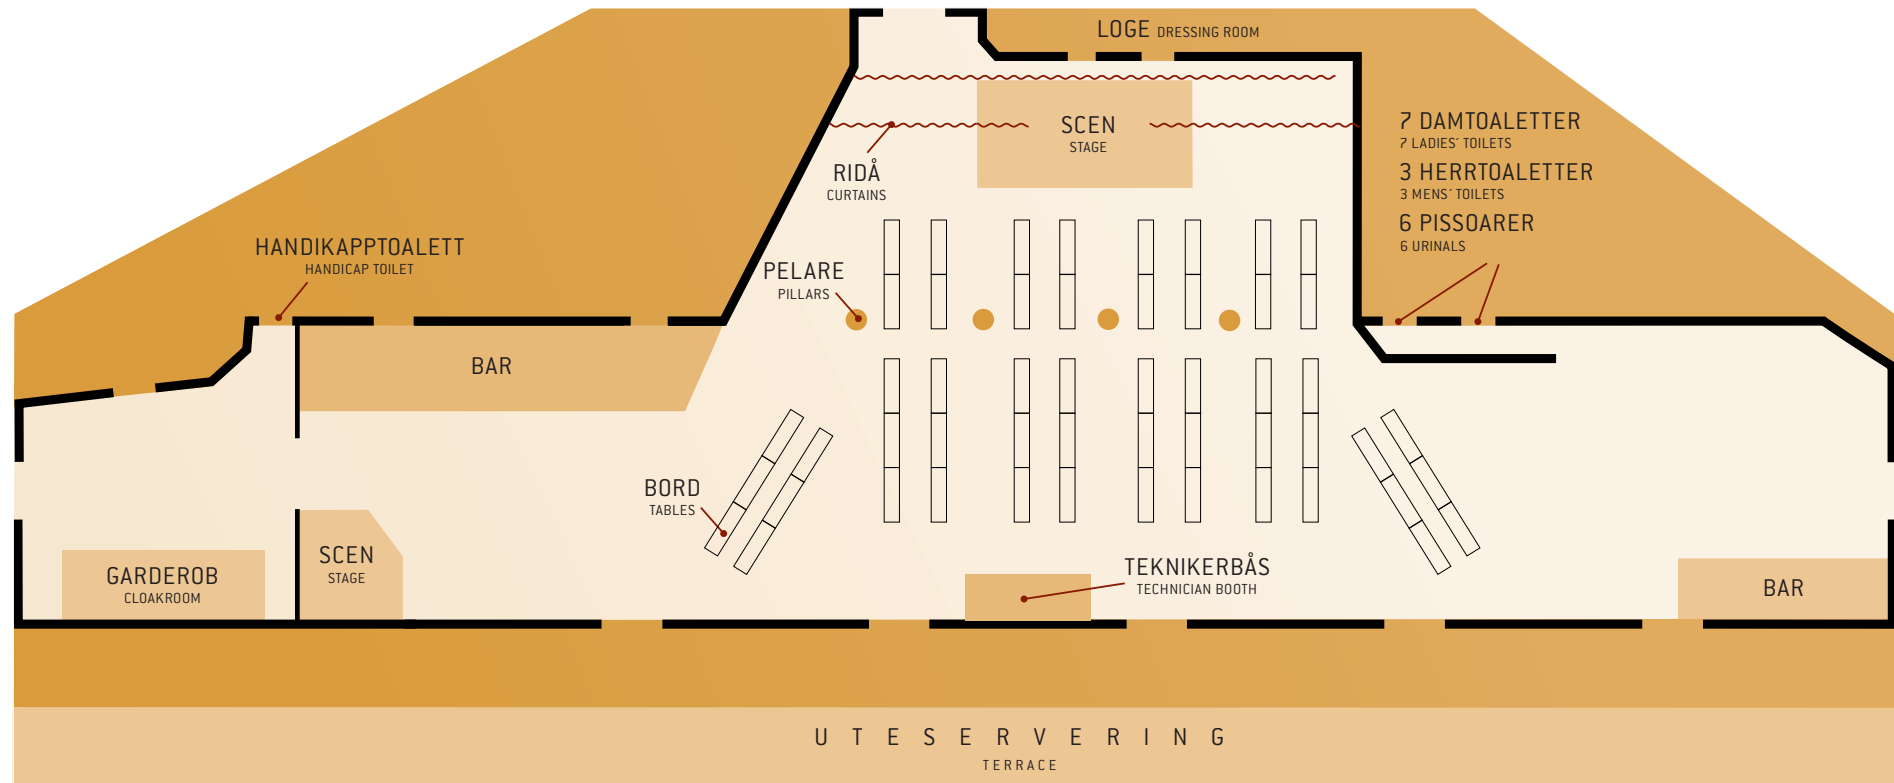 LOGE DRESSING ROOM
SCEN
STAGE
RIDÅ
CURTAINS
7 DAMTOALETTER
7 LADIES´ TOILETS
3 HERRTOALETTER
3 MENS´ TOILETS
6 PISSOARER
6 URINALS
HANDIKAPPTOALETT
HANDICAP TOILET
PELARE
PILLARS
BAR
BORD
TABLES
SCEN
STAGE
GARDEROB
CLOAKROOM
TEKNIKERBÅS
TECHNICIAN BOOTH
BAR
UTESERVERING
TERRACE